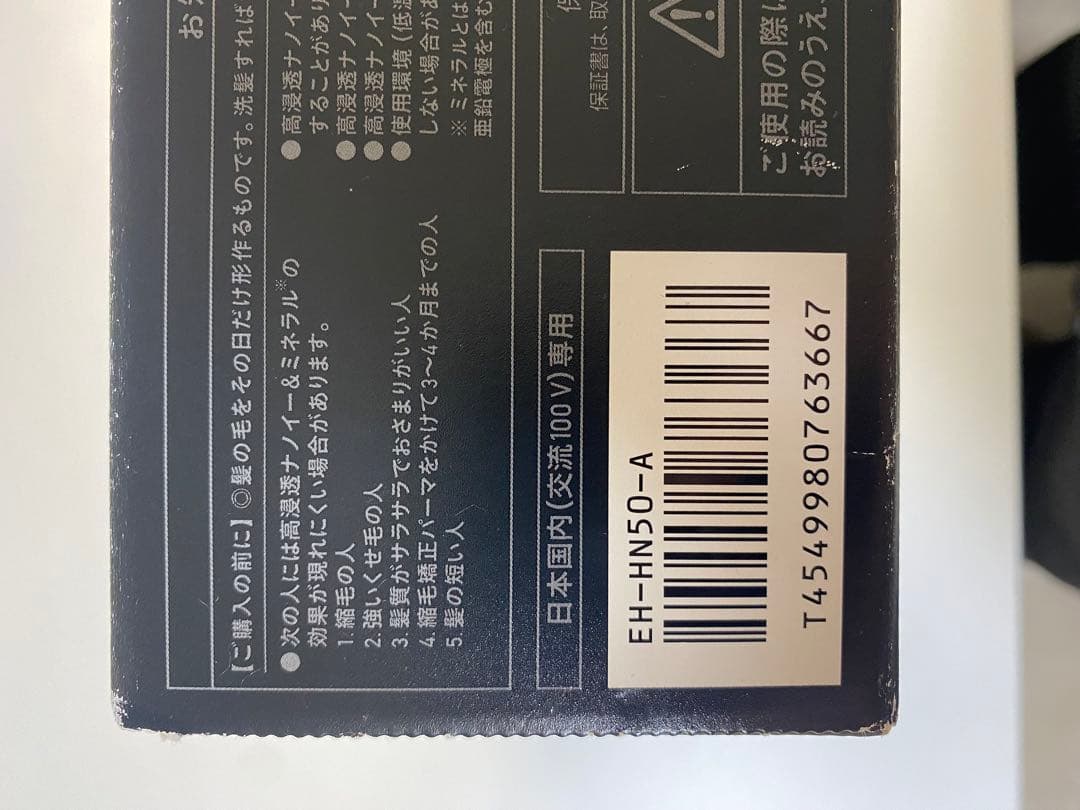 お
【ご購入の前に】◎髪の毛をその日だけ形作るものです。洗髪すれば
●次の人には高浸透ナノイー&ミネラル※の
効果が現れにくい場合があります。
1.縮毛の人
2.強いくせ毛の人
3.髪質がサラサラでおさまりがいい人
4.縮毛矯正パーマをかけて3〜4か月までの人
5.髪の短い人
●高浸透ナノイー
することがあり
●高浸透ナノイー
●高浸透ナノイー
●使用環境(低温
しない場合があ
※ミネラルとは
亜鉛電極を含む
日本国内(交流100V)専用
EH-HN50-A
T4549980763667
保証書は、取
ご使用の際に
お読みのうえ、